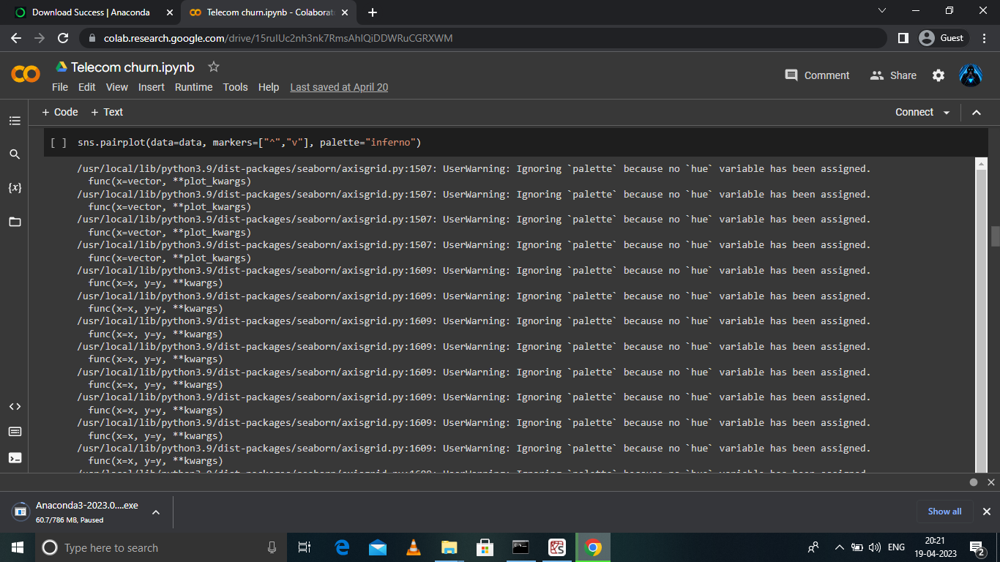 Download Success | Anaconda
Telecom churn.ipynb - Colaborat
colab.research.google.com/drive/15rulUc2nh3nk7RmsAhlQiDDWRuCGRXWM
Guest
Telecom churn.ipynb
Comment
Share
File Edit View Insert Runtime Tools Help Last saved at April 20
+ Code + Text
Connect
[ ] sns.pairplot(data=data, markers=["^","v"], palette="inferno")
/usr/local/lib/python3.9/dist-packages/seaborn/axisgrid.py:1507: UserWarning: Ignoring `palette` because no `hue` variable has been assigned.
func(x=vector, **plot_kwargs)
/usr/local/lib/python3.9/dist-packages/seaborn/axisgrid.py:1507: UserWarning: Ignoring `palette` because no `hue` variable has been assigned.
func(x=vector, **plot_kwargs)
/usr/local/lib/python3.9/dist-packages/seaborn/axisgrid.py:1507: UserWarning: Ignoring `palette` because no `hue` variable has been assigned.
func(x=vector, **plot_kwargs)
/usr/local/lib/python3.9/dist-packages/seaborn/axisgrid.py:1507: UserWarning: Ignoring `palette` because no `hue` variable has been assigned.
func(x=vector, **plot_kwargs)
/usr/local/lib/python3.9/dist-packages/seaborn/axisgrid.py:1609: UserWarning: Ignoring `palette` because no `hue` variable has been assigned.
func(x=x, y=y, **kwargs)
/usr/local/lib/python3.9/dist-packages/seaborn/axisgrid.py:1609: UserWarning: Ignoring `palette` because no `hue` variable has been assigned.
func(x=x, y=y, **kwargs)
/usr/local/lib/python3.9/dist-packages/seaborn/axisgrid.py:1609: UserWarning: Ignoring `palette` because no `hue` variable has been assigned.
func(x=x, y=y, **kwargs)
/usr/local/lib/python3.9/dist-packages/seaborn/axisgrid.py:1609: UserWarning: Ignoring `palette` because no `hue` variable has been assigned.
func(x=x, y=y, **kwargs)
/usr/local/lib/python3.9/dist-packages/seaborn/axisgrid.py:1609: UserWarning: Ignoring `palette` because no `hue` variable has been assigned.
func(x=x, y=y, **kwargs)
/usr/local/lib/python3.9/dist-packages/seaborn/axisgrid.py:1609: UserWarning: Ignoring `palette` because no `hue` variable has been assigned.
func(x=x, y=y, **kwargs)
/usr/local/lib/python3.9/dist-packages/seaborn/axisgrid.py:1609: UserWarning: Ignoring `palette` because no `hue` variable has been assigned.
func(x=x, y=y, **kwargs)
/usr/local/lib/python3.9/dist-packages/seaborn/axisgrid.py:1609: UserWarning: Ignoring `palette` because no `hue` variable has been assigned.
func(x=x, y=y, **kwargs)
{x}
Anaconda3-2023.0....exe
60.7/786 MB, Paused
Show all
Type here to search
ENG
20:21
19-04-2023
2